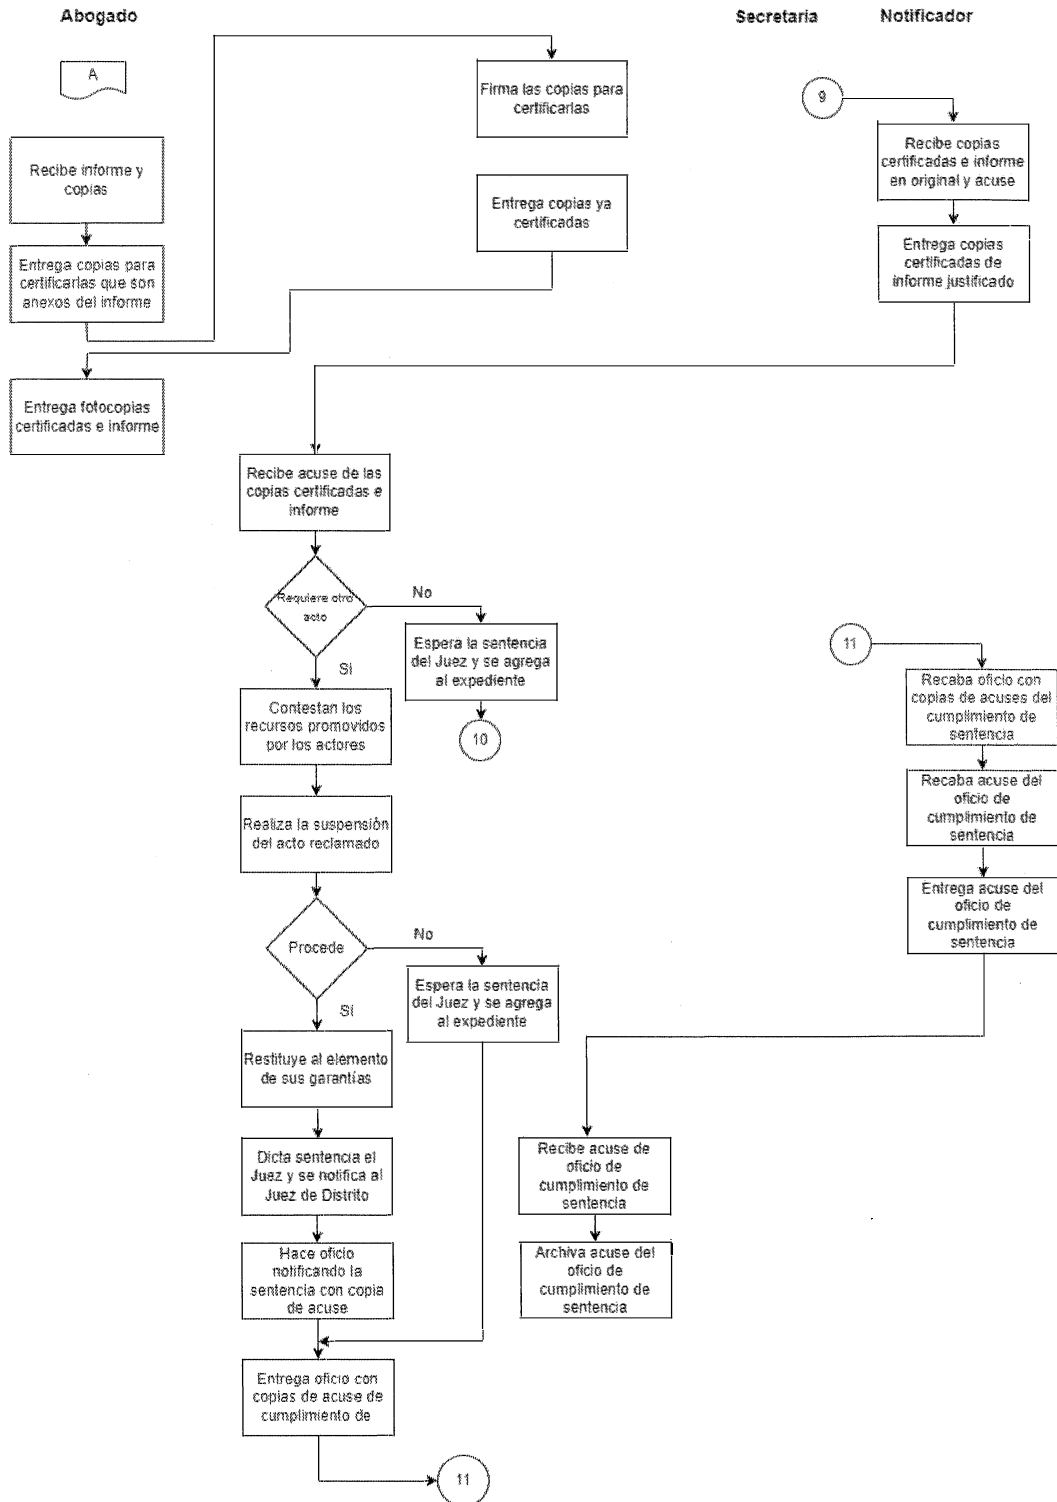 Abogado
Secretaria
Notificador
A
Firma las copias para
certificarlas
9
Recibe copias
certificadas e informe
en original y acuse
Recibe informe y
copias
Entrega copias ya
certificadas
Entrega copias
certificadas de
informe justificado
Entrega copias para
certificarlas que son
anexos del informe
Entrega fotocopias
certificadas e informe
Recibe acuse de las
copias certificadas e
informe
Requiere otro
acto
No
Espera la sentencia
del Juez y se agrega
al expediente
10
Sí
Contestan los
recursos promovidos
por los actores
Realiza la suspensión
del acto reclamado
Procede
No
Espera la sentencia
del Juez y se agrega
al expediente
Sí
Restituye al elemento
de sus garantías
Dicta sentencia el
Juez y se notifica al
Juez de Distrito
Hace oficio
notificando la
sentencia con copia
de acuse
Entrega oficio con
copias de acuse de
cumplimiento de
11
11
Recaba oficio con
copias de acuses del
cumplimiento de
sentencia
Recaba acuse del
oficio de
cumplimiento de
sentencia
Entrega acuse del
oficio de
cumplimiento de
sentencia
Recibe acuse de
oficio de
cumplimiento de
sentencia
Archiva acuse del
oficio de
cumplimiento de
sentencia